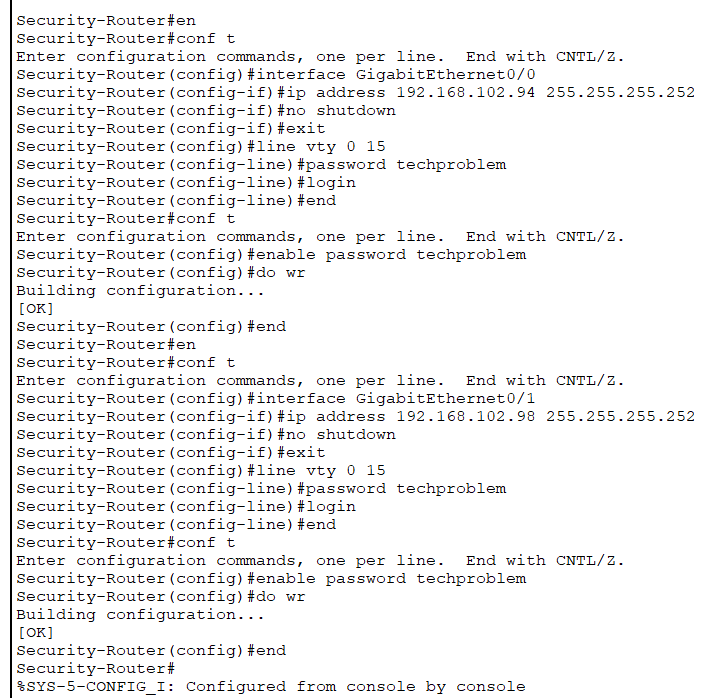 Security-Router#en
Security-Router#conf t
Enter configuration commands, one per line.  End with CNTL/Z.
Security-Router(config)#interface GigabitEthernet0/0
Security-Router(config-if)#ip address 192.168.102.94 255.255.255.252
Security-Router(config-if)#no shutdown
Security-Router(config-if)#exit
Security-Router(config)#line vty 0 15
Security-Router(config-line)#password techproblem
Security-Router(config-line)#login
Security-Router(config-line)#end
Security-Router#conf t
Enter configuration commands, one per line.  End with CNTL/Z.
Security-Router(config)#enable password techproblem
Security-Router(config)#do wr
Building configuration...
[OK]
Security-Router(config)#end
Security-Router#en
Security-Router#conf t
Enter configuration commands, one per line.  End with CNTL/Z.
Security-Router(config)#interface GigabitEthernet0/1
Security-Router(config-if)#ip address 192.168.102.98 255.255.255.252
Security-Router(config-if)#no shutdown
Security-Router(config-if)#exit
Security-Router(config)#line vty 0 15
Security-Router(config-line)#password techproblem
Security-Router(config-line)#login
Security-Router(config-line)#end
Security-Router#conf t
Enter configuration commands, one per line.  End with CNTL/Z.
Security-Router(config)#enable password techproblem
Security-Router(config)#do wr
Building configuration...
[OK]
Security-Router(config)#end
Security-Router#
%SYS-5-CONFIG_I: Configured from console by console